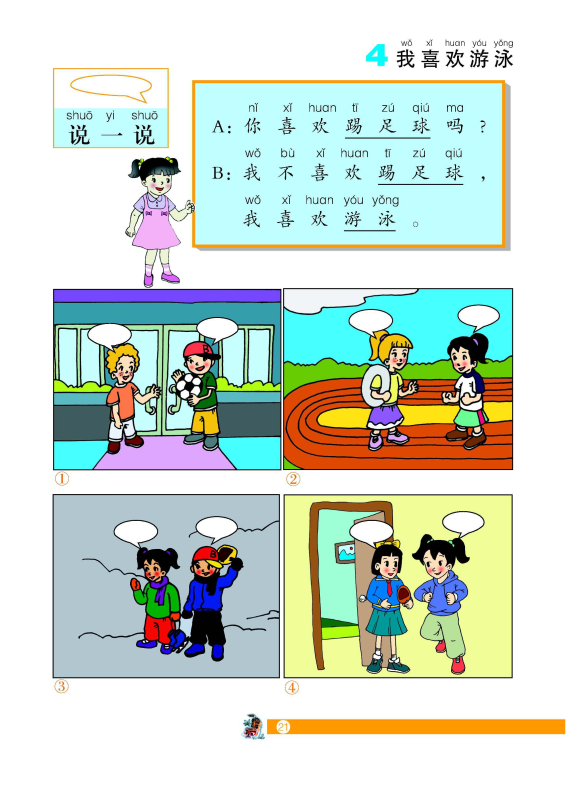 wǒ xǐ huan yóu yǒng
4 我喜欢游泳
shuō yi shuō
说一说
nǐ xǐ huan tī zú qiú ma
A：你喜欢踢足球吗？
wǒ bù xǐ huan tī zú qiú
B：我不喜欢踢足球，
wǒ xǐ huan yóu yǒng
我喜欢游泳。
①
②
③
④
21